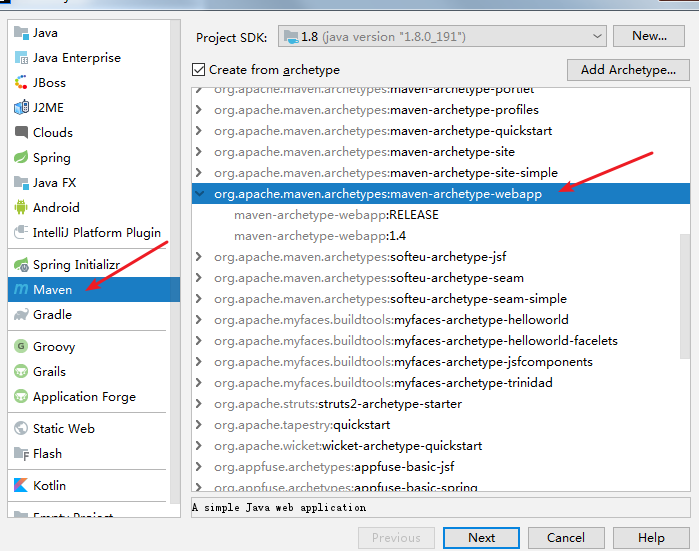 Java
Java Enterprise
JBoss
J2ME
Clouds
Spring
Java FX
Android
IntelliJ Platform Plugin
Spring Initializr
Maven
Gradle
Groovy
Grails
Application Forge
Static Web
Flash
Kotlin
Empty Project
Project SDK: 1.8 (java version "1.8.0_191") New...
Create from archetype Add Archetype...
org.apache.maven.archetypes:maven-archetype-portlet
org.apache.maven.archetypes:maven-archetype-profiles
org.apache.maven.archetypes:maven-archetype-quickstart
org.apache.maven.archetypes:maven-archetype-site
org.apache.maven.archetypes:maven-archetype-site-simple
org.apache.maven.archetypes:maven-archetype-webapp
maven-archetype-webapp:RELEASE
maven-archetype-webapp:1.4
org.apache.maven.archetypes:softeu-archetype-jsf
org.apache.maven.archetypes:softeu-archetype-seam
org.apache.maven.archetypes:softeu-archetype-seam-simple
org.apache.myfaces.buildtools:myfaces-archetype-helloworld
org.apache.myfaces.buildtools:myfaces-archetype-helloworld-facelets
org.apache.myfaces.buildtools:myfaces-archetype-jsfcomponents
org.apache.myfaces.buildtools:myfaces-archetype-trinidad
org.apache.struts:struts2-archetype-starter
org.apache.tapestry:quickstart
org.apache.wicket:wicket-archetype-quickstart
org.appfuse.archetypes:appfuse-basic-jsf
org.appfuse.archetypes:appfuse-basic-spring
A simple Java web application
Previous Next Cancel Help